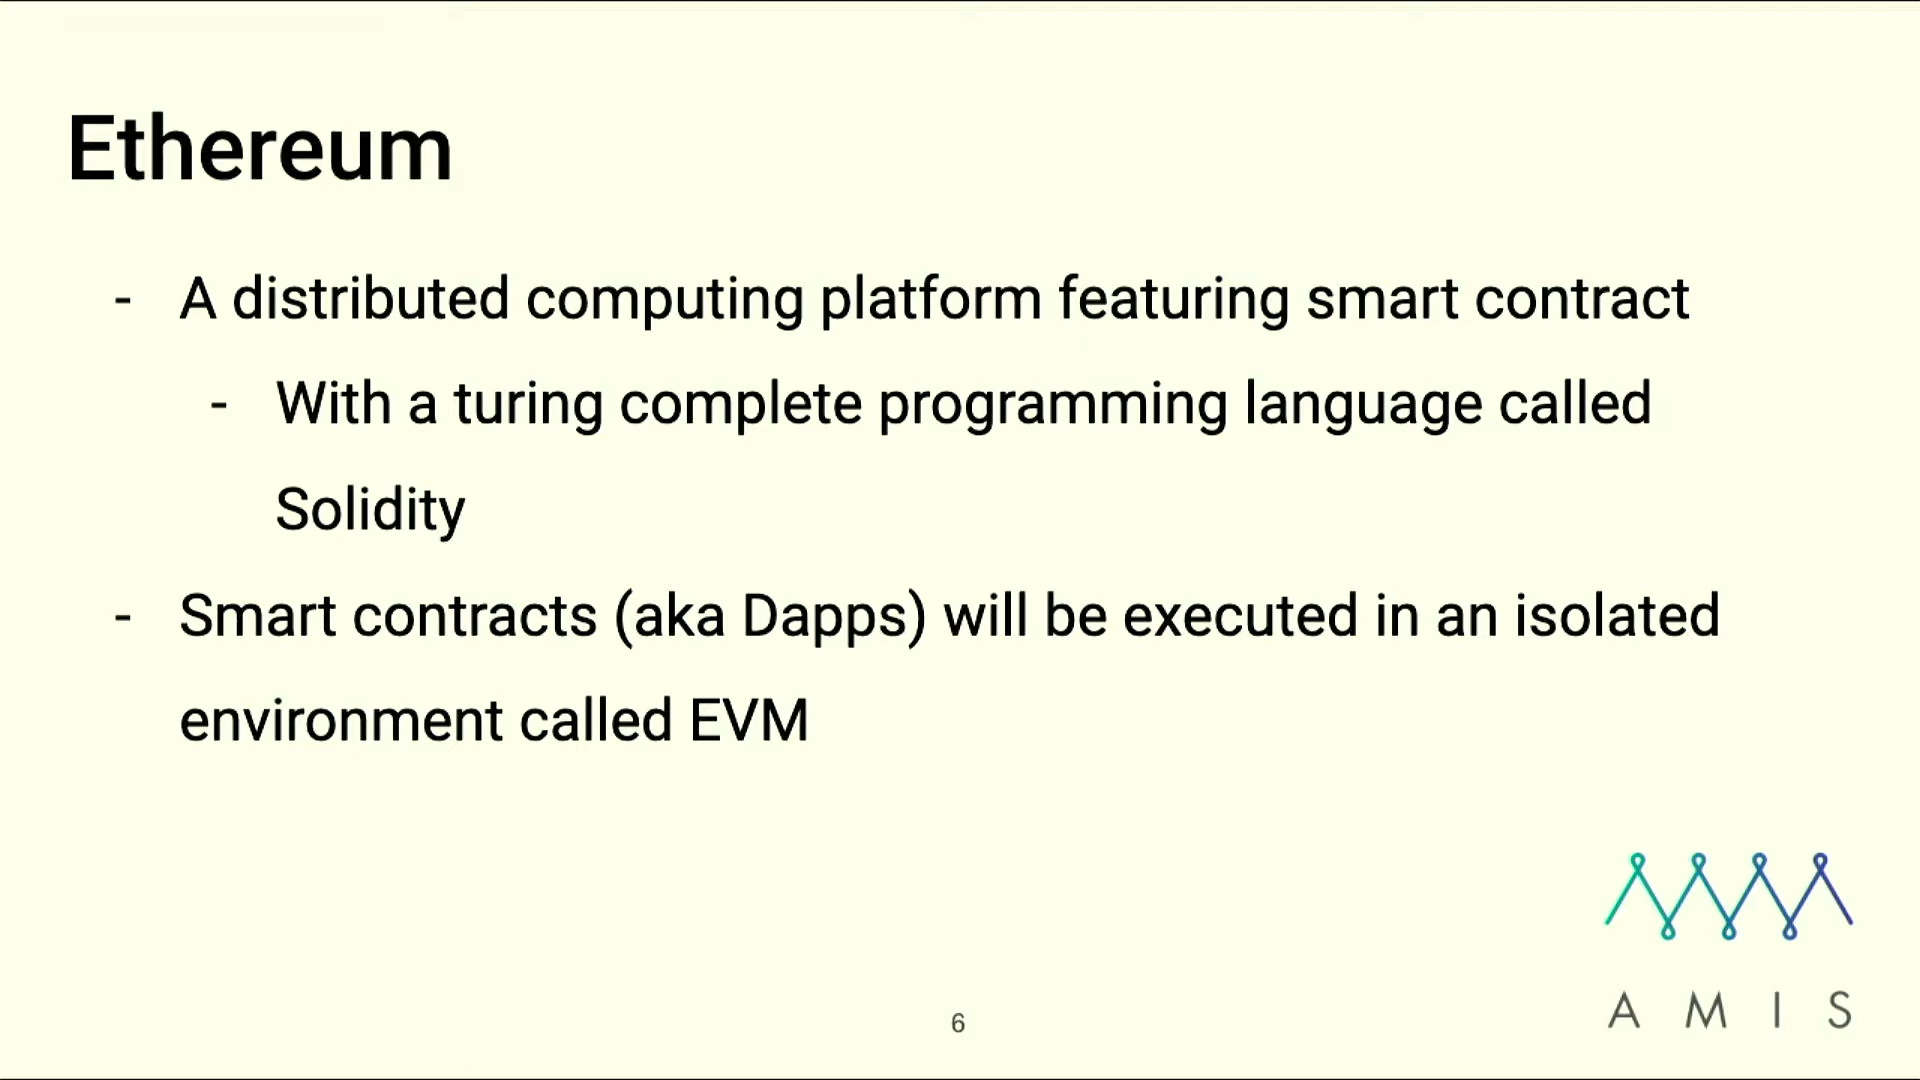 Ethereum
- A distributed computing platform featuring smart contract
- With a turing complete programming language called
Solidity
- Smart contracts (aka Dapps) will be executed in an isolated
environment called EVM
6
AMIS